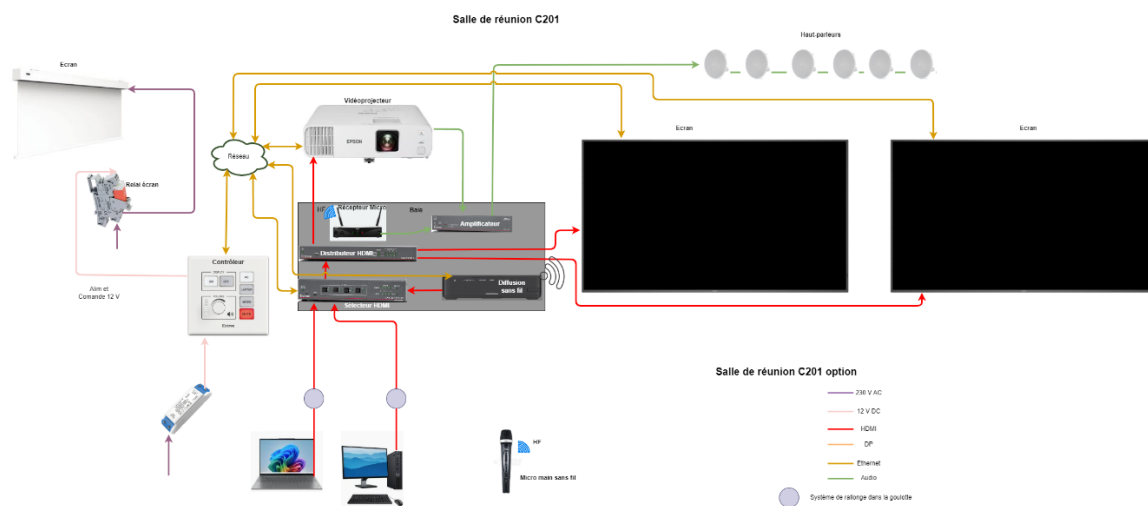 Salle de réunion C201
Haut-parleurs
Ecran
Vidéoprojecteur
Ecran
Ecran
EPSON
Réseau
Relai écran
HF
Récepteur Micro
Baie
Amplificateur
Distributeur HDMI
Contrôleur
Diffusion
sans fil
Sélecteur HDMI
Alim et
Commande 12 V
Salle de réunion C201 option
230 V AC
12 V DC
HDMI
DP
Ethernet
Audio
HF
Micro main sans fil
Système de rallonge dans la goulotte